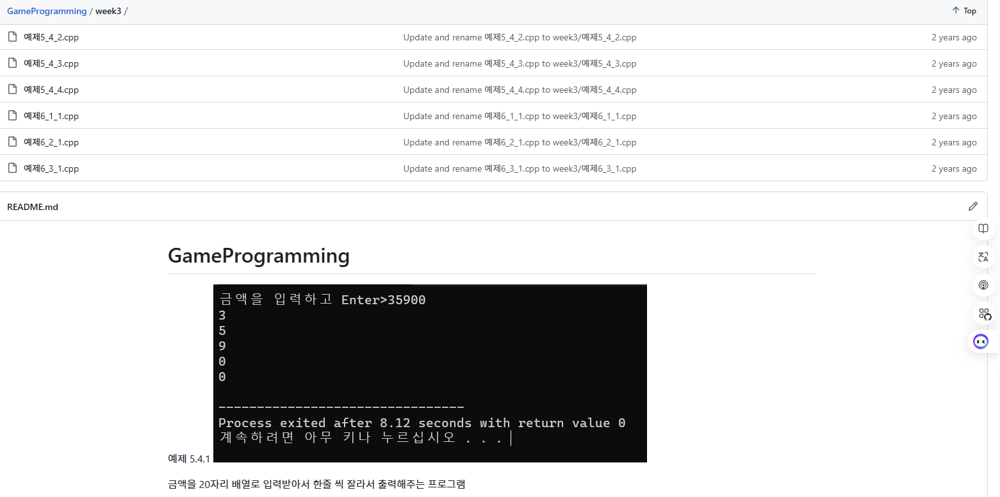 GameProgramming / week3 /
Top
예제5_4_2.cpp Update and rename 예제5_4_2.cpp to week3/예제5_4_2.cpp 2 years ago
예제5_4_3.cpp Update and rename 예제5_4_3.cpp to week3/예제5_4_3.cpp 2 years ago
예제5_4_4.cpp Update and rename 예제5_4_4.cpp to week3/예제5_4_4.cpp 2 years ago
예제6_1_1.cpp Update and rename 예제6_1_1.cpp to week3/예제6_1_1.cpp 2 years ago
예제6_2_1.cpp Update and rename 예제6_2_1.cpp to week3/예제6_2_1.cpp 2 years ago
예제6_3_1.cpp Update and rename 예제6_3_1.cpp to week3/예제6_3_1.cpp 2 years ago
README.md
GameProgramming
금액을 입력하고 Enter>35900
3
5
9
0
0
--------------------------------
Process exited after 8.12 seconds with return value 0
계속하려면 아무 키나 누르십시오 . . .
예제 5.4.1
금액을 20자리 배열로 입력받아서 한줄 씩 잘라서 출력해주는 프로그램